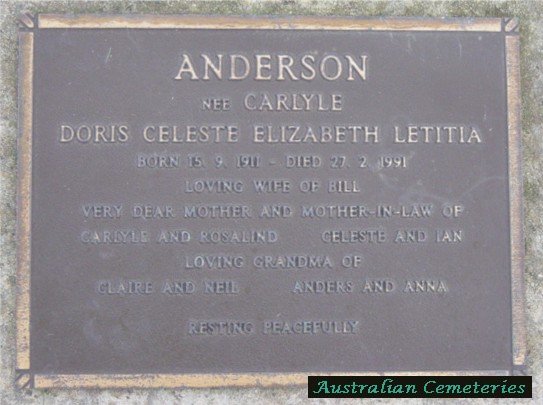 ANDERSON
NEE CARLYLE
DORIS CELESTE ELIZABETH LETITIA
BORN 15. 9. 1911 - DIED 27. 2. 1991
LOVING WIFE OF BILL
VERY DEAR MOTHER AND MOTHER-IN-LAW OF
CARLYLE AND ROSALIND CELESTE AND IAN
LOVING GRANDMA OF
CLAIRE AND NEIL ANDERS AND ANNA
RESTING PEACEFULLY
Australian Cemeteries